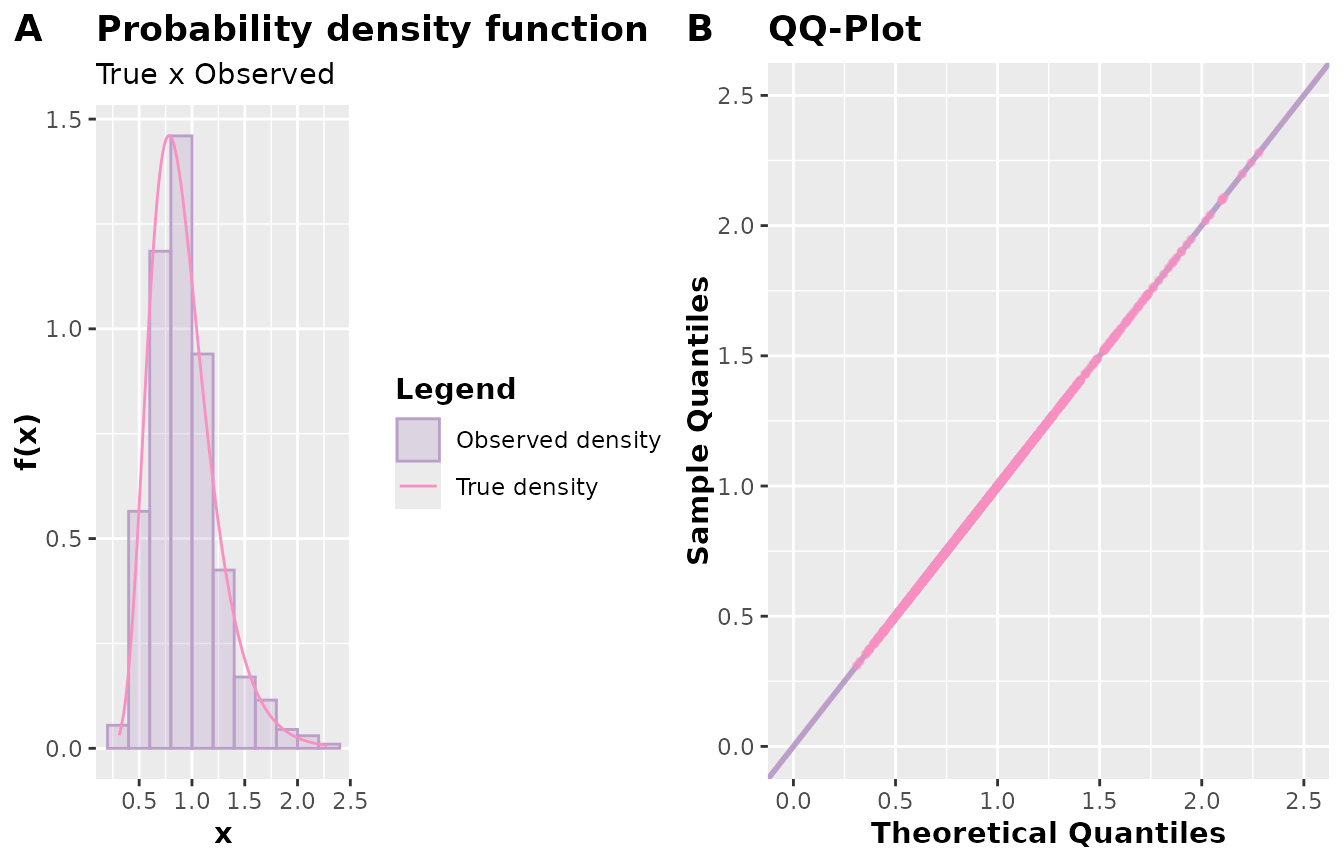 A
Probability density function
True x Observed
1.5
1.0
0.5
0.0
f(x)
0.5 1.0 1.5 2.0 2.5
x
Legend
Observed density
True density
B
QQ-Plot
2.5
2.0
1.5
1.0
0.5
0.0
Sample Quantiles
0.0 0.5 1.0 1.5 2.0 2.5
Theoretical Quantiles